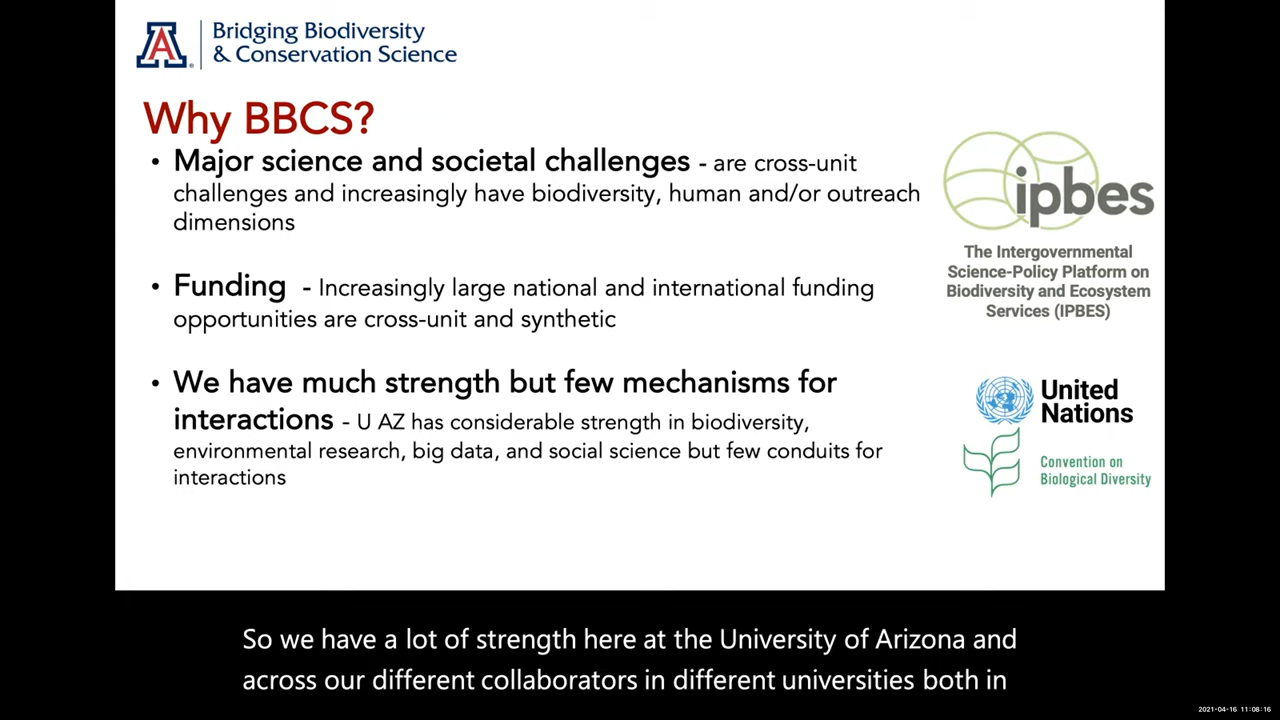 A
Bridging Biodiversity
& Conservation Science
Why BBCS?
• Major science and societal challenges - are cross-unit
challenges and increasingly have biodiversity, human and/or outreach
dimensions
• Funding - Increasingly large national and international funding
opportunities are cross-unit and synthetic
• We have much strength but few mechanisms for
interactions - U AZ has considerable strength in biodiversity,
environmental research, big data, and social science but few conduits for
interactions
ipbes
The Intergovernmental
Science-Policy Platform on
Biodiversity and Ecosystem
Services (IPBES)
United
Nations
Convention on
Biological Diversity
So we have a lot of strength here at the University of Arizona and
across our different collaborators in different universities both in
2021-04-16 11:08:16